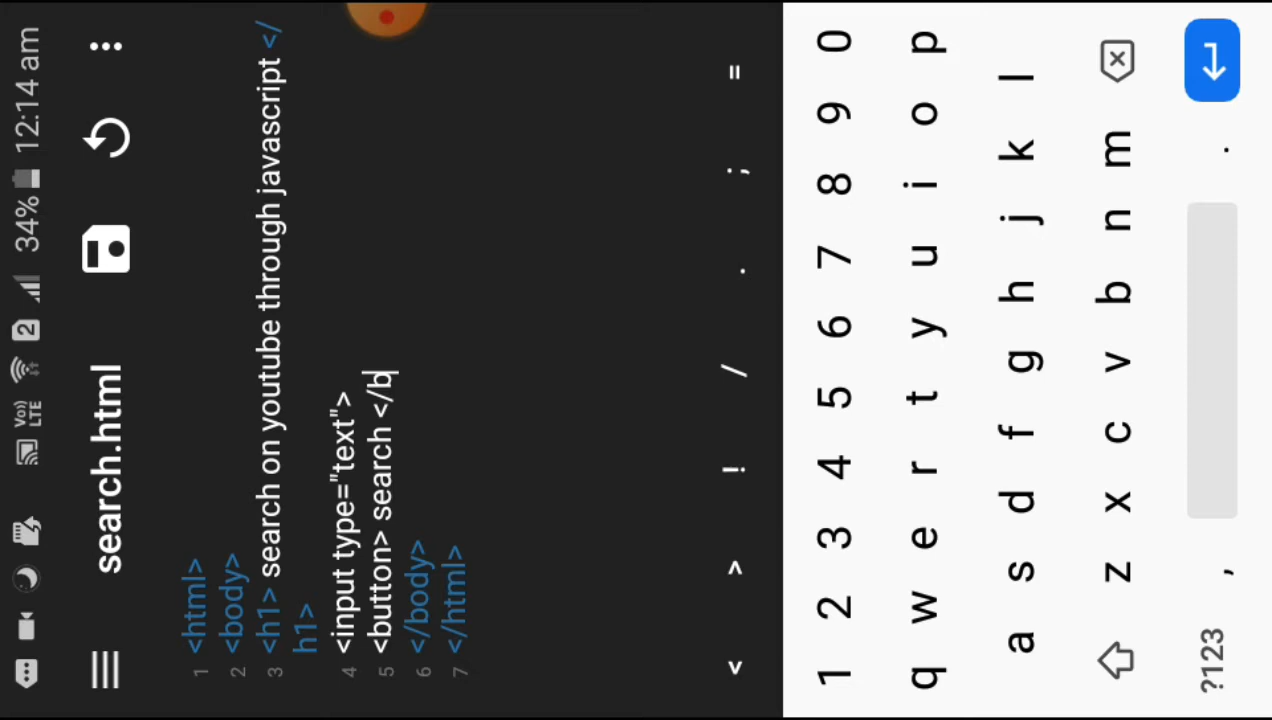 VoLTE 2 34% 12:14 am
search.html
1 <html>
2 <body>
3 <h1> search on youtube through javascript </
h1>
4 <input type="text">
5 <button> search </b
6 </body>
7 </html>
< > ! / . ; =
1 2 3 4 5 6 7 8 9 0
q w e r t y u i o p
a s d f g h j k l
z x c v b n m
?123 , .